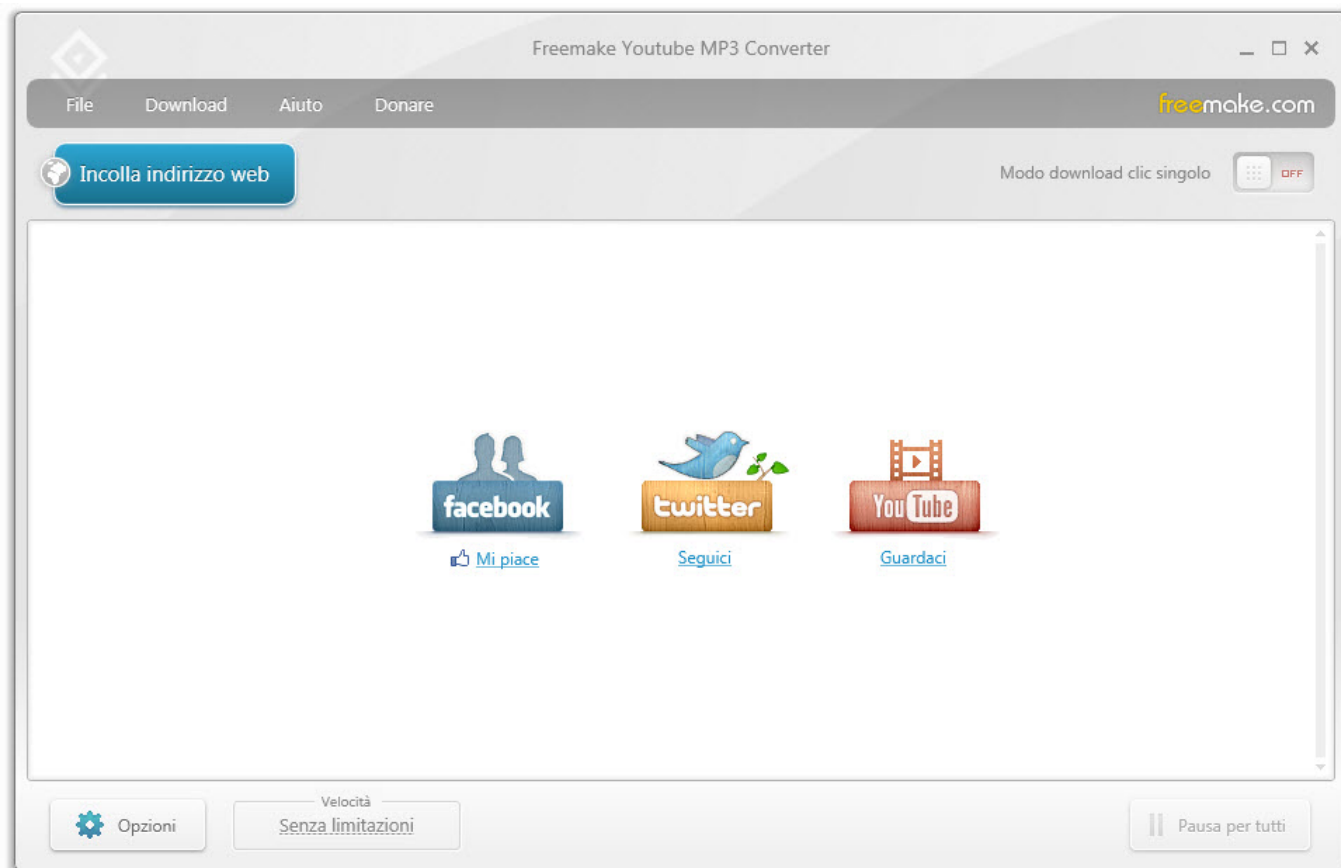 Freemake Youtube MP3 Converter
File Download Aiuto Donare freemake.com
Incolla indirizzo web Modo download clic singolo OFF
facebook twitter YouTube
Mi piace Seguici Guardaci
Velocità
Opzioni Senza limitazioni Pausa per tutti